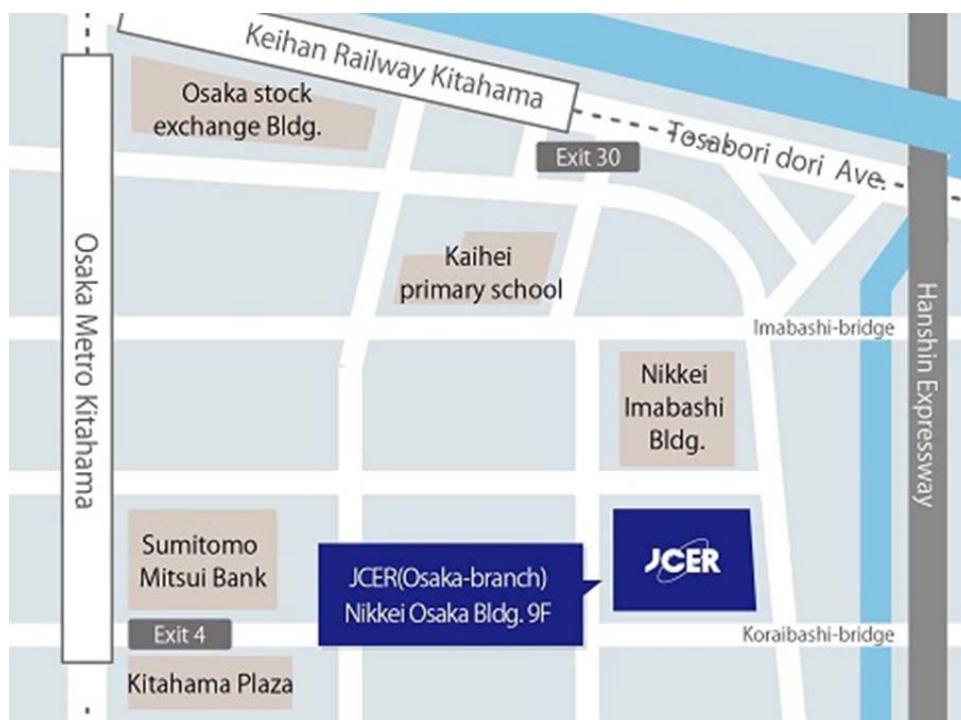 Keihan Railway Kitahama
Osaka stock
exchange Bldg.
Exit 30
Tosabori dori Ave.
Kaihei
primary school
Osaka Metro Kitahama
Imabashi-bridge
Hanshin Expressway
Nikkei
Imabashi
Bldg.
Sumitomo
Mitsui Bank
JCER(Osaka-branch)
Nikkei Osaka Bldg. 9F
JCER
Exit 4
Koraibashi-bridge
Kitahama Plaza